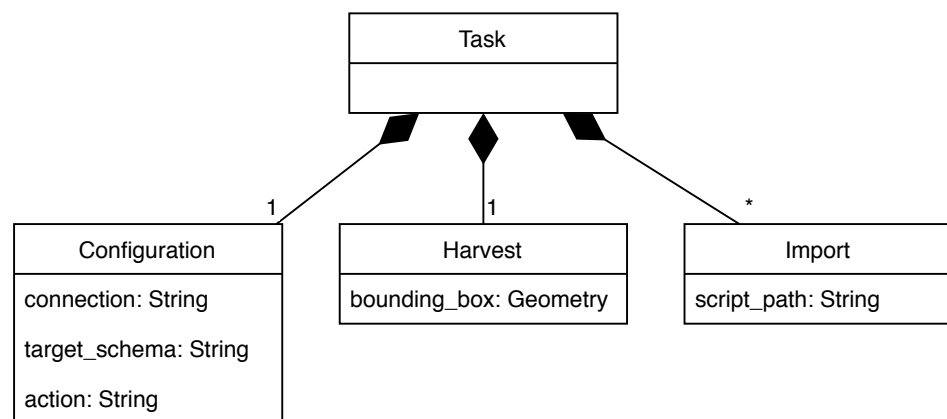 Task
1
1
*
Configuration
Harvest
Import
connection: String
bounding_box: Geometry
script_path: String
target_schema: String
action: String